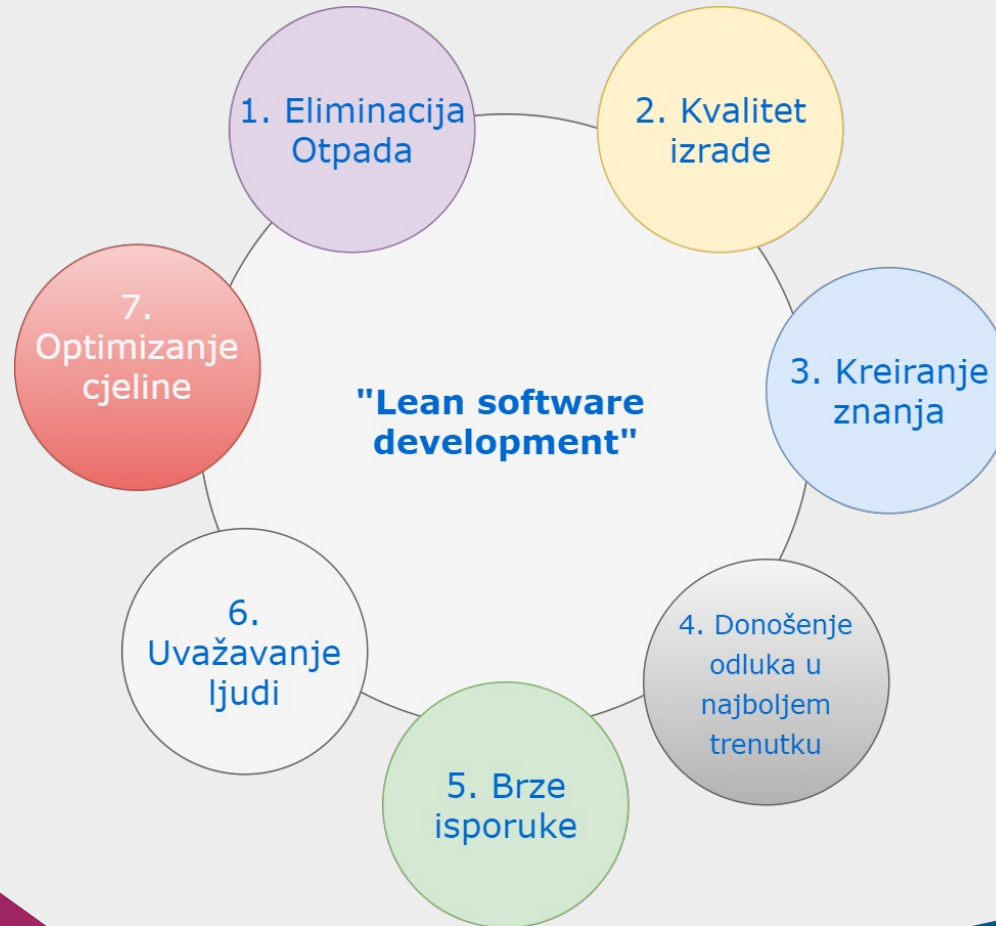 1. Eliminacija
Otpada
2. Kvalitet
izrade
3. Kreiranje
znanja
4. Donošenje
odluka u
najboljem
trenutku
5. Brze
isporuke
6.
Uvažavanje
ljudi
7.
Optimizanje
cjeline
"Lean software
development"